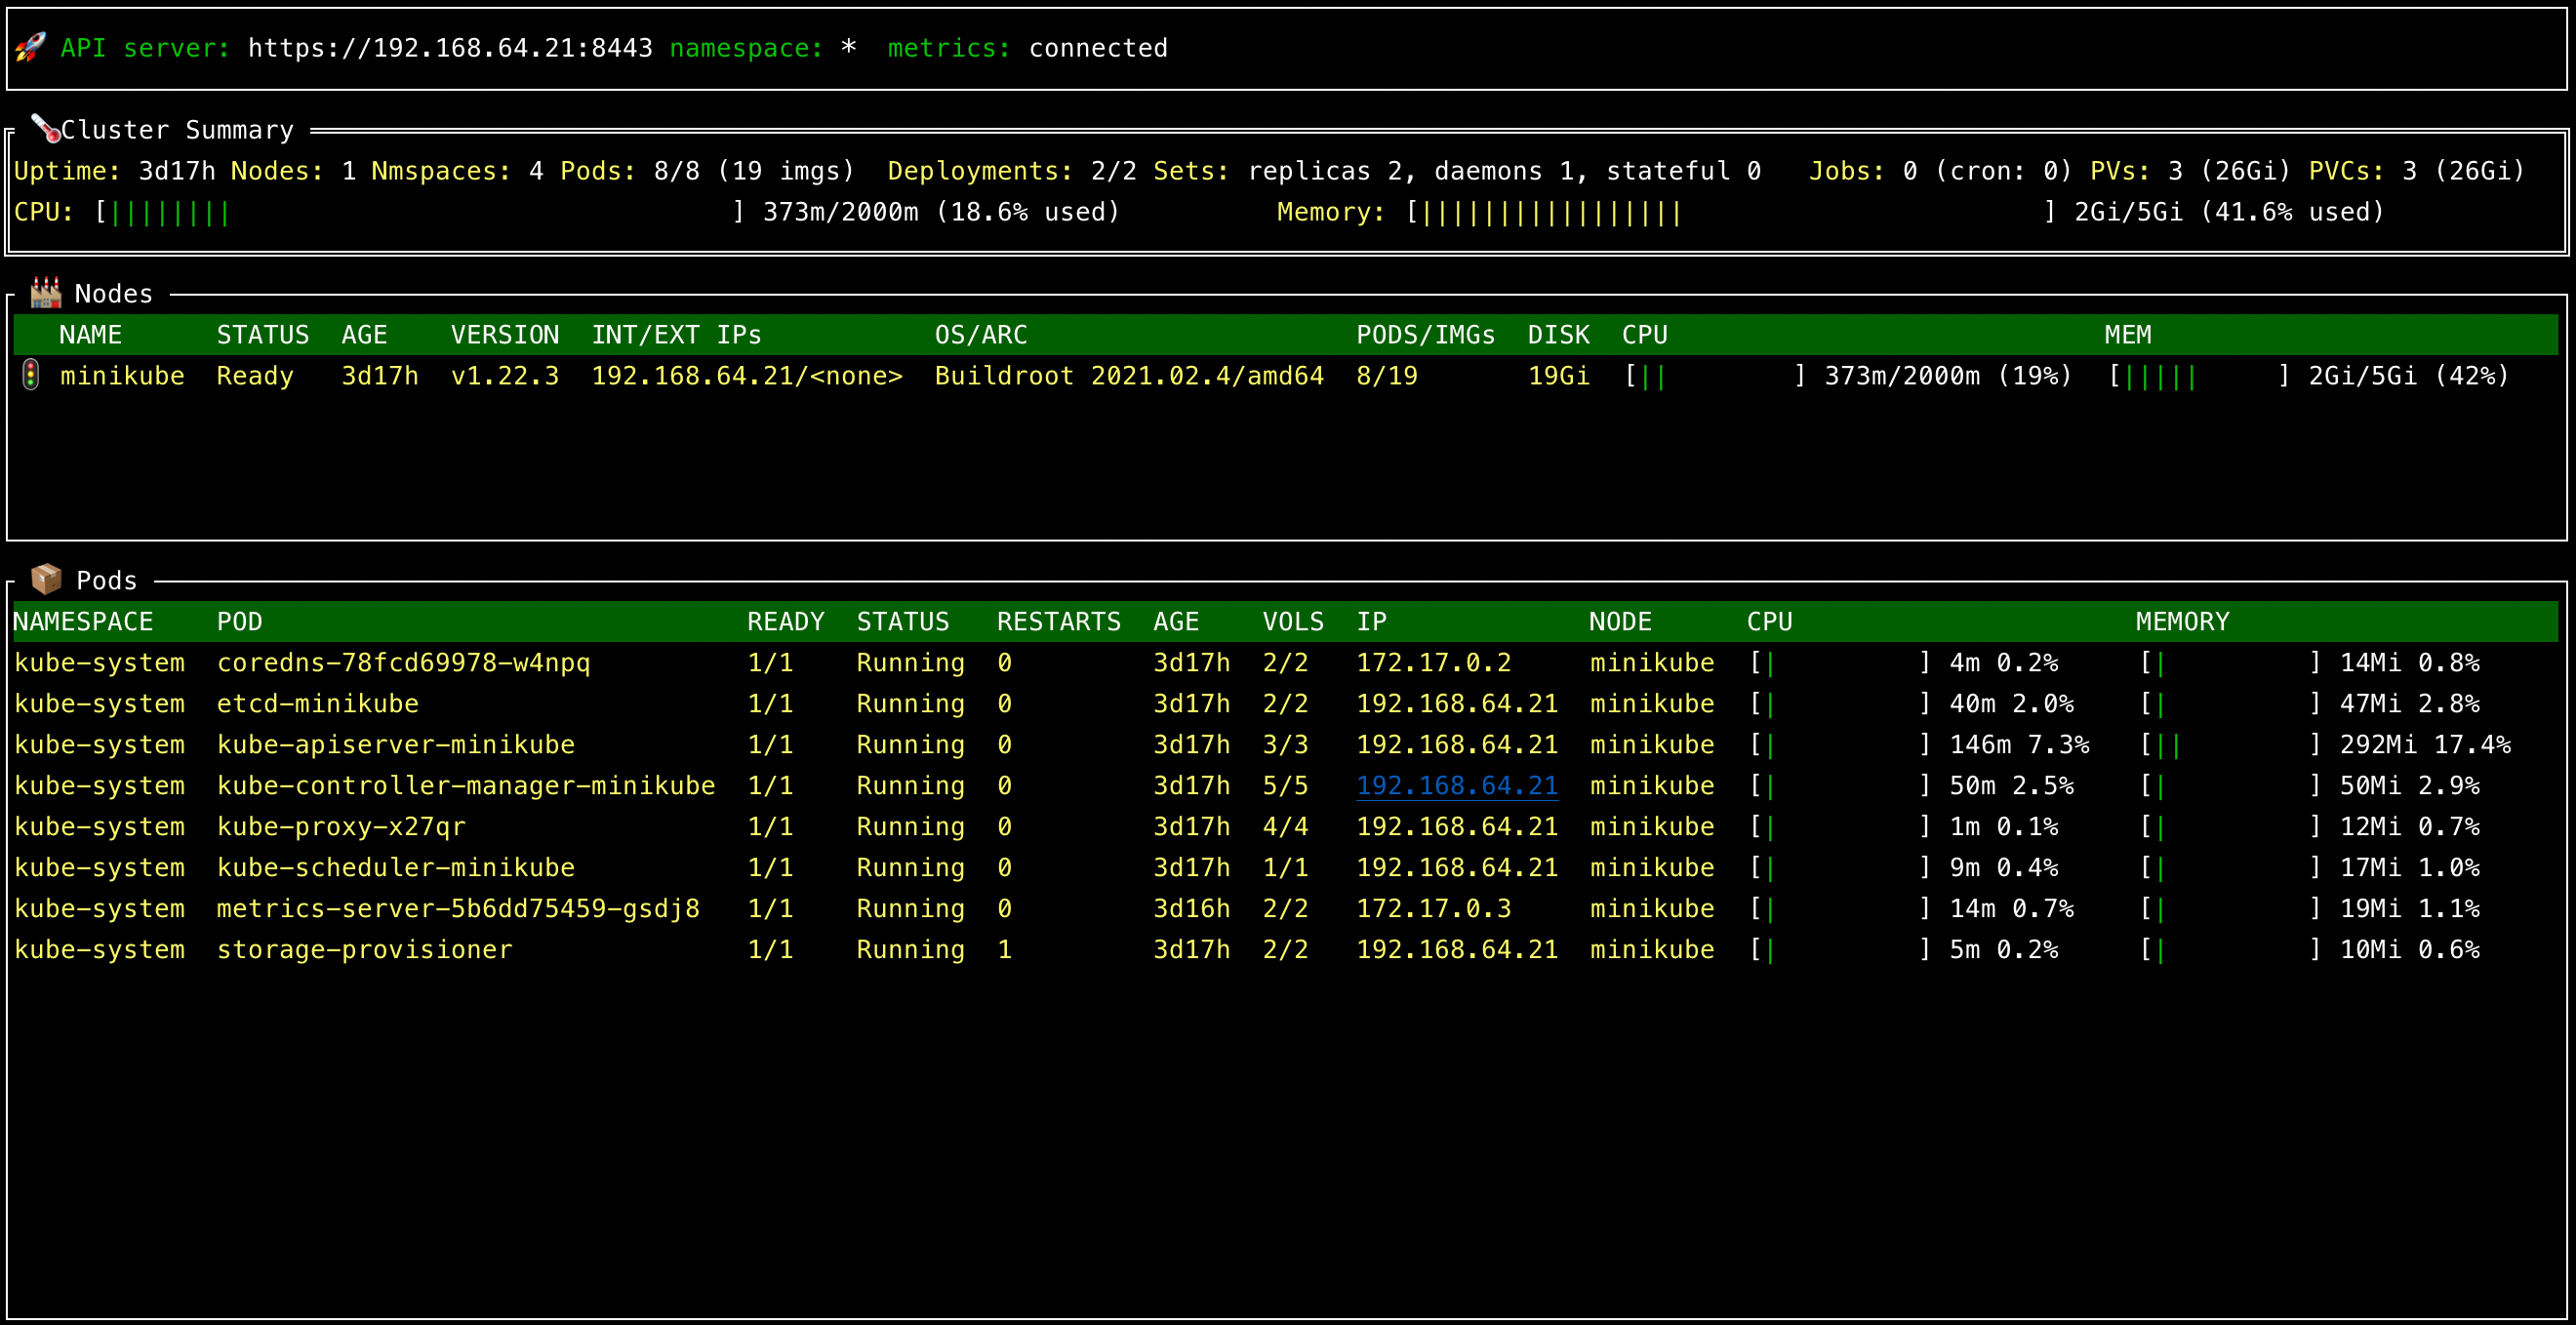 🚀 API server: https://192.168.64.21:8443 namespace: * metrics: connected
🌡Cluster Summary
Uptime: 3d17h Nodes: 1 Nmspaces: 4 Pods: 8/8 (19 imgs) Deployments: 2/2 Sets: replicas 2, daemons 1, stateful 0 Jobs: 0 (cron: 0) PVs: 3 (26Gi) PVCs: 3 (26Gi)
CPU: [|||||||| ] 373m/2000m (18.6% used) Memory: [||||||||||||||||| ] 2Gi/5Gi (41.6% used)
🏭 Nodes
NAME STATUS AGE VERSION INT/EXT IPs OS/ARC PODS/IMGs DISK CPU MEM
🚦 minikube Ready 3d17h v1.22.3 192.168.64.21/<none> Buildroot 2021.02.4/amd64 8/19 19Gi [|| ] 373m/2000m (19%) [||||| ] 2Gi/5Gi (42%)
📦 Pods
NAMESPACE POD READY STATUS RESTARTS AGE VOLS IP NODE CPU MEMORY
kube-system coredns-78fcd69978-w4npq 1/1 Running 0 3d17h 2/2 172.17.0.2 minikube [| ] 4m 0.2% [| ] 14Mi 0.8%
kube-system etcd-minikube 1/1 Running 0 3d17h 2/2 192.168.64.21 minikube [| ] 40m 2.0% [| ] 47Mi 2.8%
kube-system kube-apiserver-minikube 1/1 Running 0 3d17h 3/3 192.168.64.21 minikube [| ] 146m 7.3% [|| ] 292Mi 17.4%
kube-system kube-controller-manager-minikube 1/1 Running 0 3d17h 5/5 192.168.64.21 minikube [| ] 50m 2.5% [| ] 50Mi 2.9%
kube-system kube-proxy-x27qr 1/1 Running 0 3d17h 4/4 192.168.64.21 minikube [| ] 1m 0.1% [| ] 12Mi 0.7%
kube-system kube-scheduler-minikube 1/1 Running 0 3d17h 1/1 192.168.64.21 minikube [| ] 9m 0.4% [| ] 17Mi 1.0%
kube-system metrics-server-5b6dd75459-gsdj8 1/1 Running 0 3d16h 2/2 172.17.0.3 minikube [| ] 14m 0.7% [| ] 19Mi 1.1%
kube-system storage-provisioner 1/1 Running 1 3d17h 2/2 192.168.64.21 minikube [| ] 5m 0.2% [| ] 10Mi 0.6%